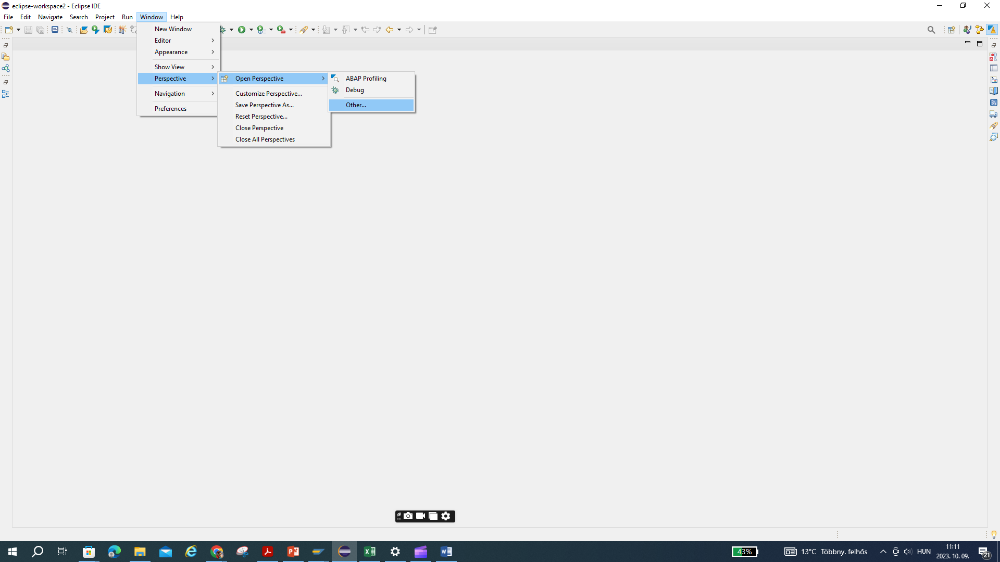 eclipse-workspace2 - Eclipse IDE
File Edit Navigate Search Project Run Window Help
New Window
Editor
Appearance
Show View
Perspective
Navigation
Preferences
Open Perspective
Customize Perspective...
Save Perspective As...
Reset Perspective...
Close Perspective
Close All Perspectives
ABAP Profiling
Debug
Other...
43%
13°C Többny. felhős
HUN
11:11
2023. 10. 09.
21